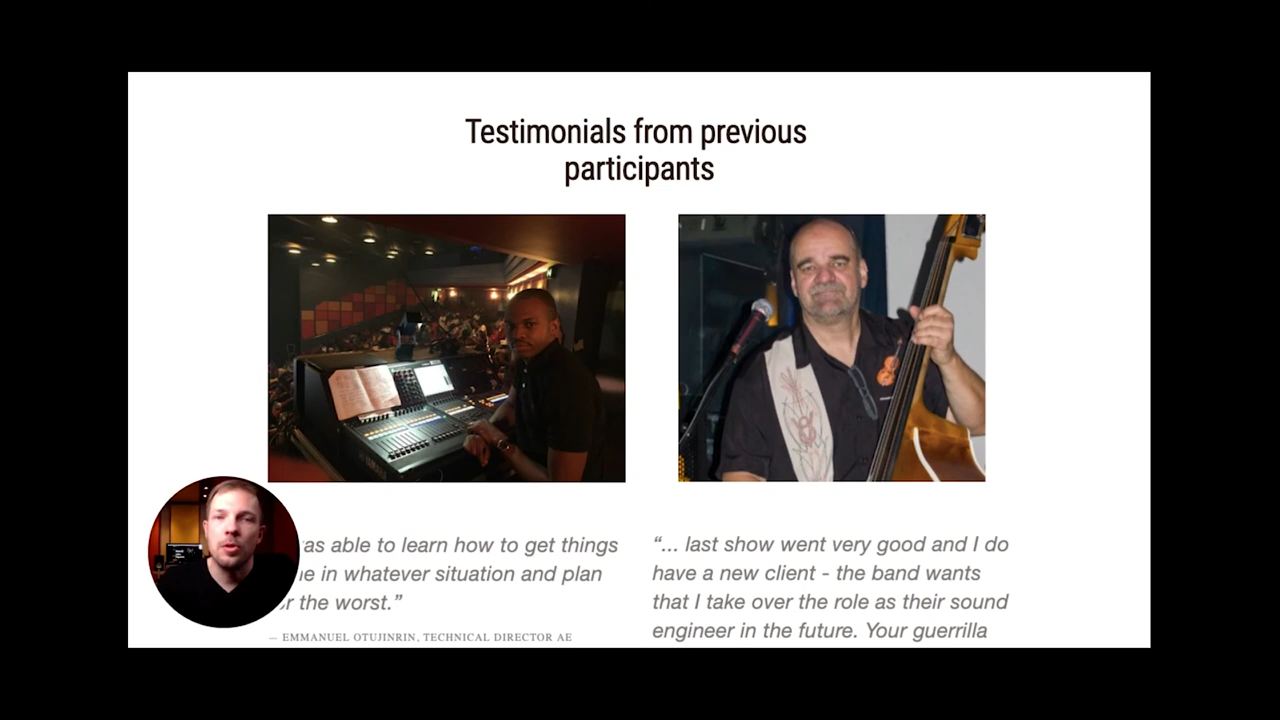 Testimonials from previous
participants
as able to learn how to get things
in whatever situation and plan
the worst.”
— EMMANUEL OTUJINRIN, TECHNICAL DIRECTOR AE
“... last show went very good and I do
have a new client - the band wants
that I take over the role as their sound
engineer in the future. Your guerrilla